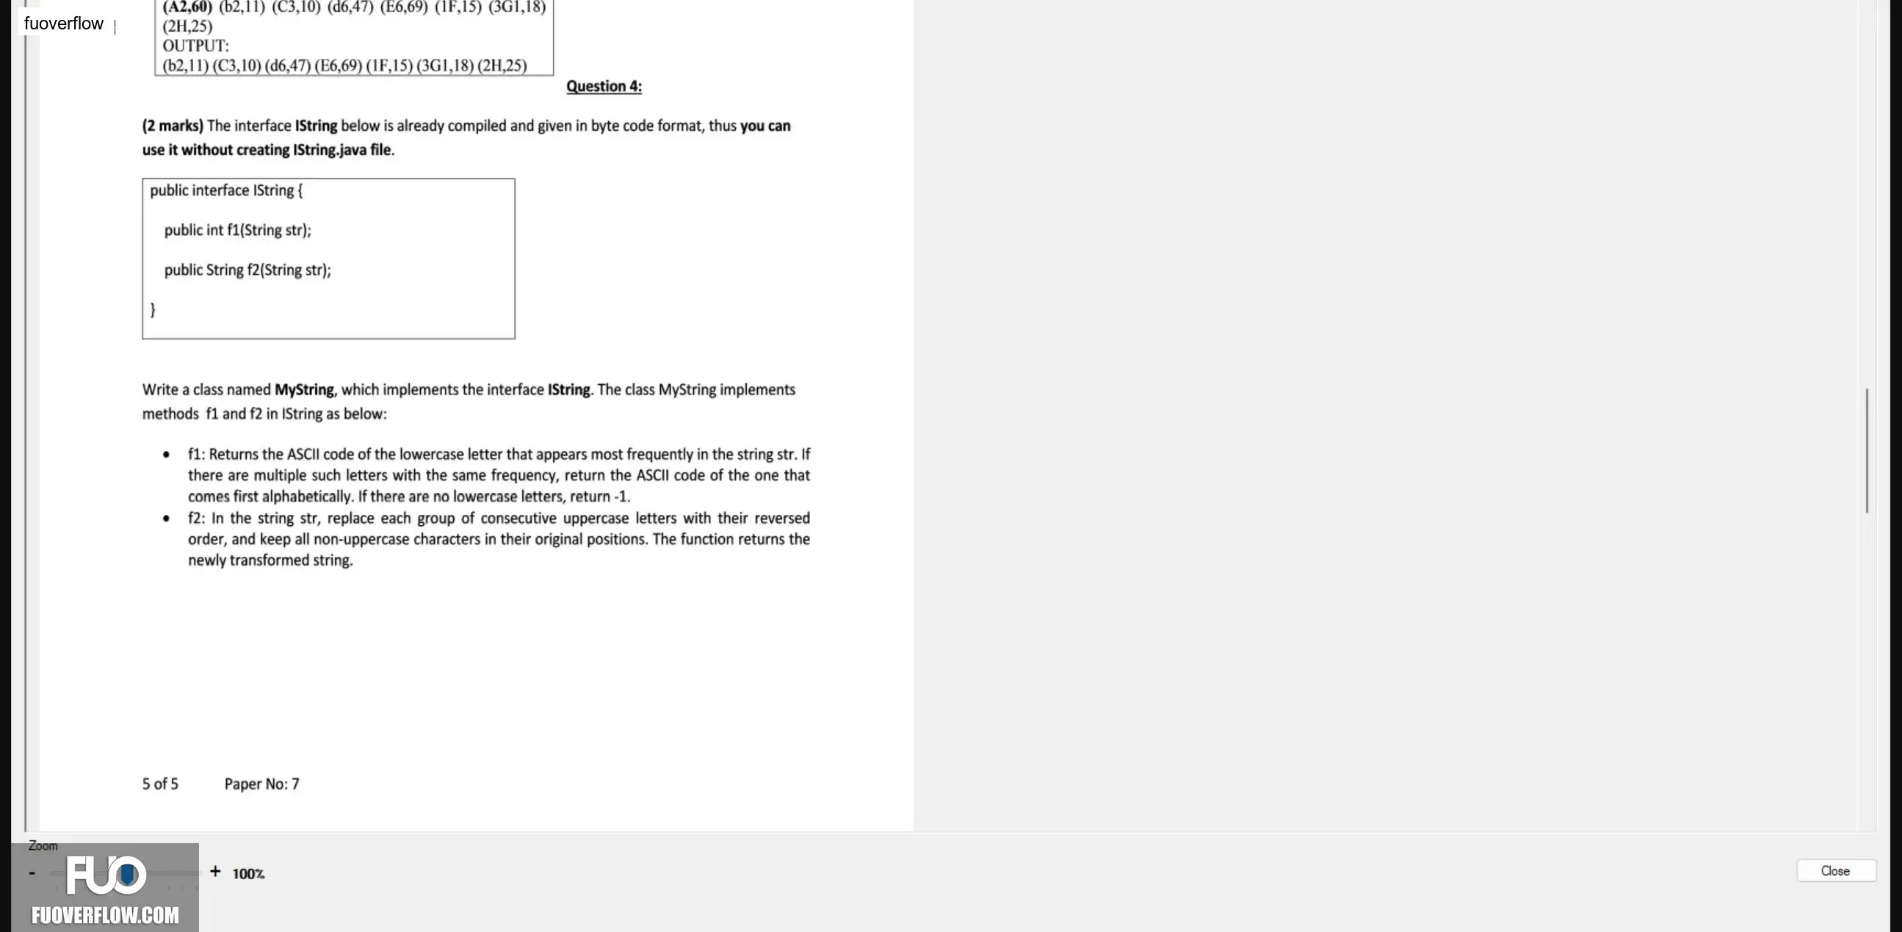 (A2,60) (b2,11) (C3,10) (d6,47) (E6,69) (1F,15) (3G1,18)
fuoverflow
(2H,25)
OUTPUT:
(b2,11) (C3,10) (d6,47) (E6,69) (1F,15) (3G1,18) (2H,25)
Question 4:
(2 marks) The interface IString below is already compiled and given in byte code format, thus you can
use it without creating IString.java file.
public interface IString {
public int f1(String str);
public String f2(String str);
}
Write a class named MyString, which implements the interface IString. The class MyString implements
methods f1 and f2 in IString as below:
• f1: Returns the ASCII code of the lowercase letter that appears most frequently in the string str. If
there are multiple such letters with the same frequency, return the ASCII code of the one that
comes first alphabetically. If there are no lowercase letters, return -1.
• f2: In the string str, replace each group of consecutive uppercase letters with their reversed
order, and keep all non-uppercase characters in their original positions. The function returns the
newly transformed string.
5 of 5 Paper No: 7
Zoom
- + 100%
Close
FUO
FUOVERFLOW.COM